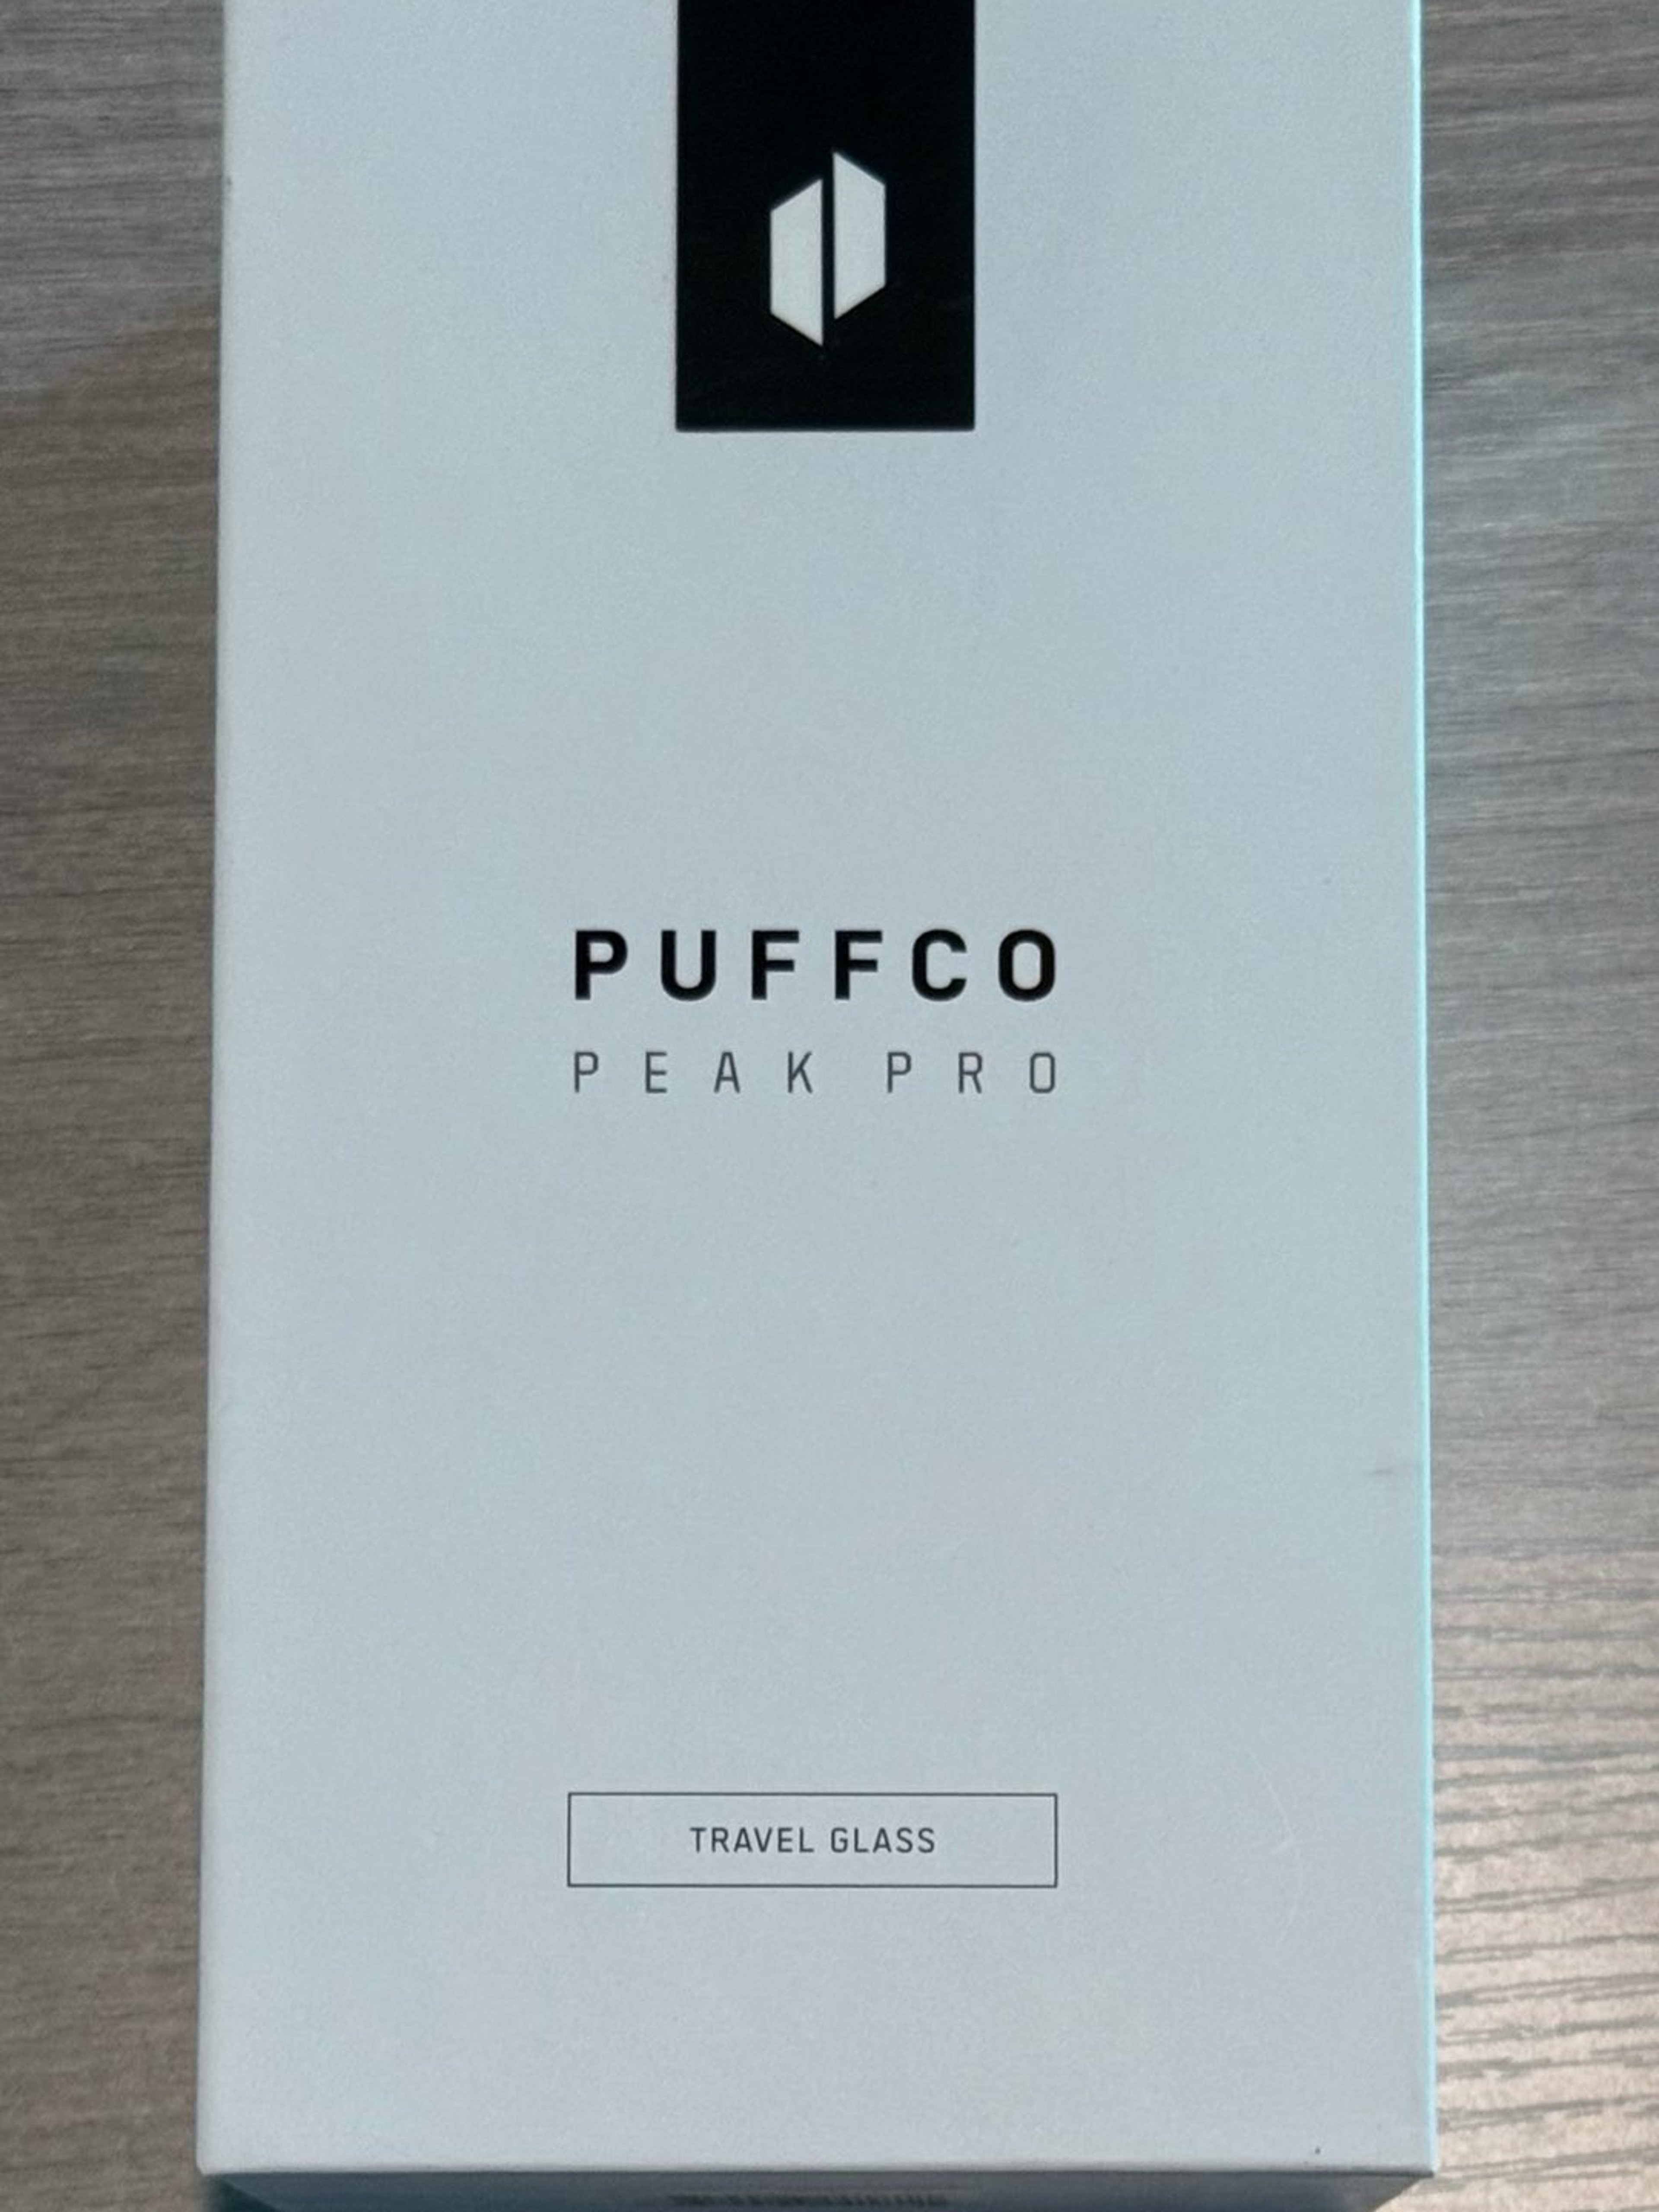 PUFFCO
PEAK PRO
TRAVEL GLASS